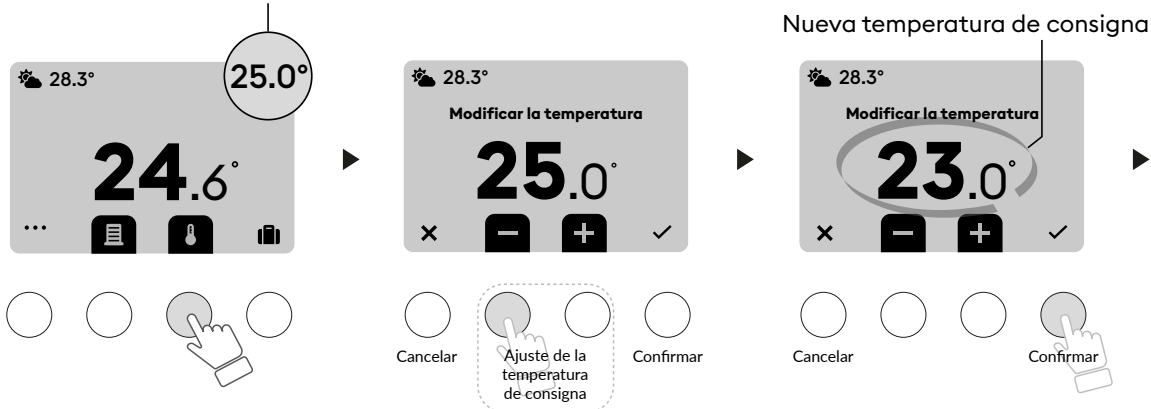 25.0°
28.3°
24.6°
28.3°
Modificar la temperatura
25.0°
Cancelar
Ajuste de la
temperatura
de consigna
Confirmar
Nueva temperatura de consigna
28.3°
Modificar la temperatura
23.0°
Cancelar
Confirmar